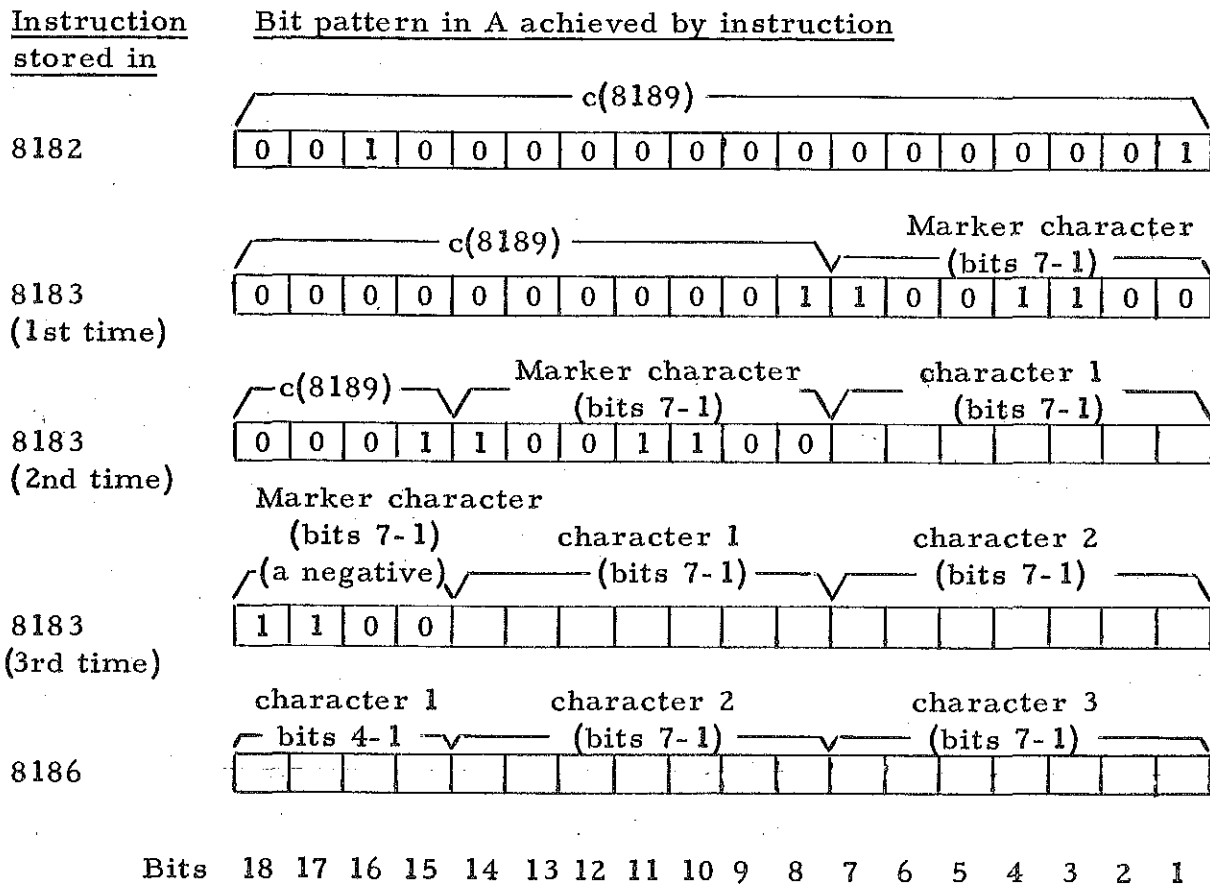 Instruction Bit pattern in A achieved by instruction
stored in
c(8189)
8182 0 0 1 0 0 0 0 0 0 0 0 0 0 0 0 0 0 1
c(8189) Marker character
(bits 7-1)
8183 0 0 0 0 0 0 0 0 0 0 1 1 0 0 1 1 0 0
(1st time)
c(8189) Marker character character 1
(bits 7-1) (bits 7-1)
8183 0 0 0 1 1 0 0 1 1 0 0
(2nd time)
Marker character
(bits 7-1) character 1 character 2
(a negative) (bits 7-1) (bits 7-1)
8183 1 1 0 0
(3rd time)
character 1 character 2 character 3
bits 4-1 (bits 7-1) (bits 7-1)
8186
Bits 18 17 16 15 14 13 12 11 10 9 8 7 6 5 4 3 2 1